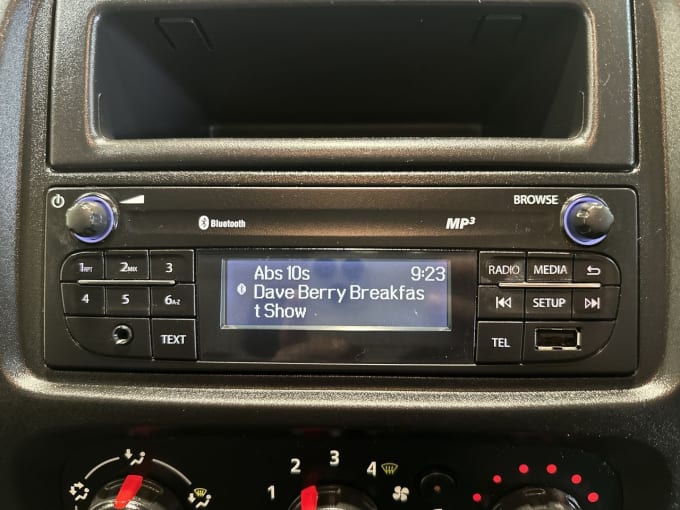 BROWSE
Bluetooth
MP3
Abs 10s 9:23
Dave Berry Breakfas
t Show
1RPT 2MIX 3
4 5 6A-Z
TEXT
RADIO MEDIA
SETUP
TEL
1 2 3 4